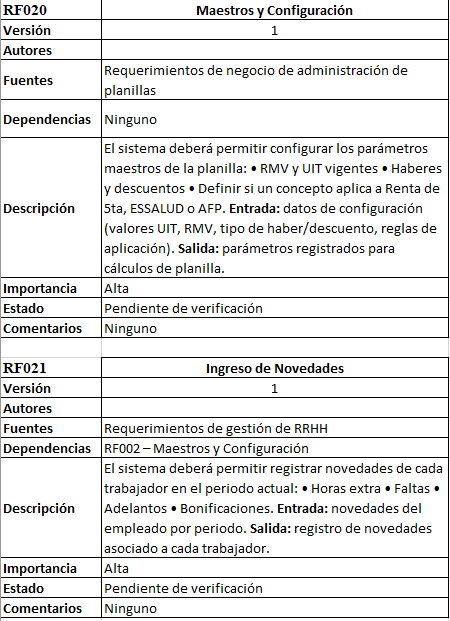 RF020 Maestros y Configuración
Versión 1
Autores
Fuentes Requerimientos de negocio de administración de
planillas
Dependencias Ninguno
Descripción El sistema deberá permitir configurar los parámetros
maestros de la planilla: • RMV y UIT vigentes • Haberes
y descuentos • Definir si un concepto aplica a Renta de
5ta, ESSALUD o AFP. Entrada: datos de configuración
(valores UIT, RMV, tipo de haber/descuento, reglas de
aplicación). Salida: parámetros registrados para
cálculos de planilla.
Importancia Alta
Estado Pendiente de verificación
Comentarios Ninguno
RF021 Ingreso de Novedades
Versión 1
Autores
Fuentes Requerimientos de gestión de RRHH
Dependencias RF002 – Maestros y Configuración
Descripción El sistema deberá permitir registrar novedades de cada
trabajador en el periodo actual: • Horas extra • Faltas •
Adelantos • Bonificaciones. Entrada: novedades del
empleado por periodo. Salida: registro de novedades
asociado a cada trabajador.
Importancia Alta
Estado Pendiente de verificación
Comentarios Ninguno